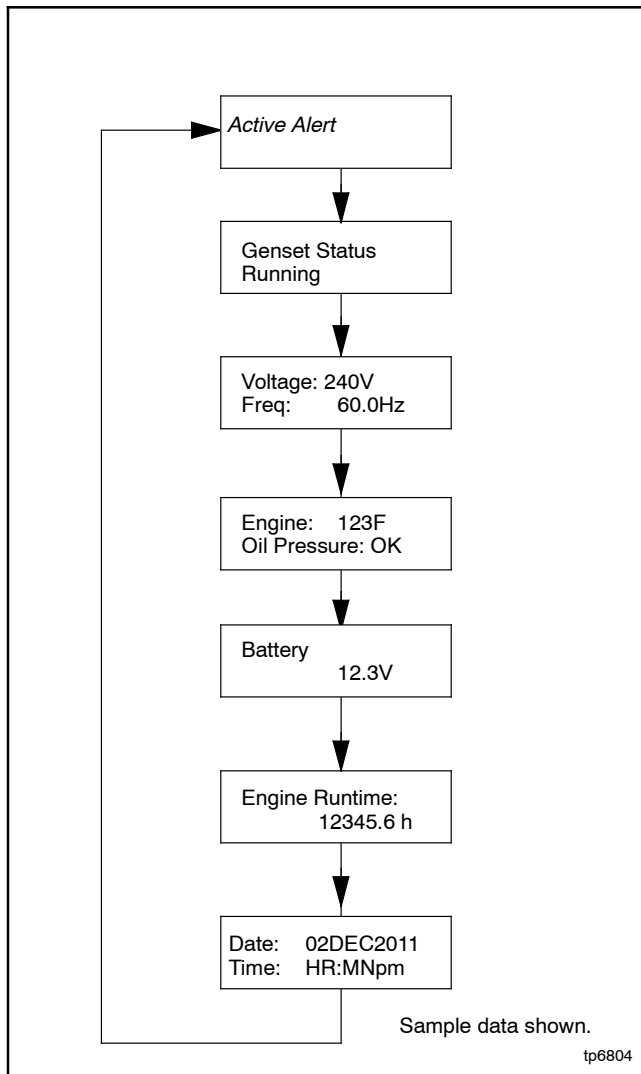 Active Alert
Genset Status
Running
Voltage: 240V
Freq: 60.0Hz
Engine: 123F
Oil Pressure: OK
Battery
12.3V
Engine Runtime:
12345.6 h
Date: 02DEC2011
Time: HR:MNpm
Sample data shown.
tp6804